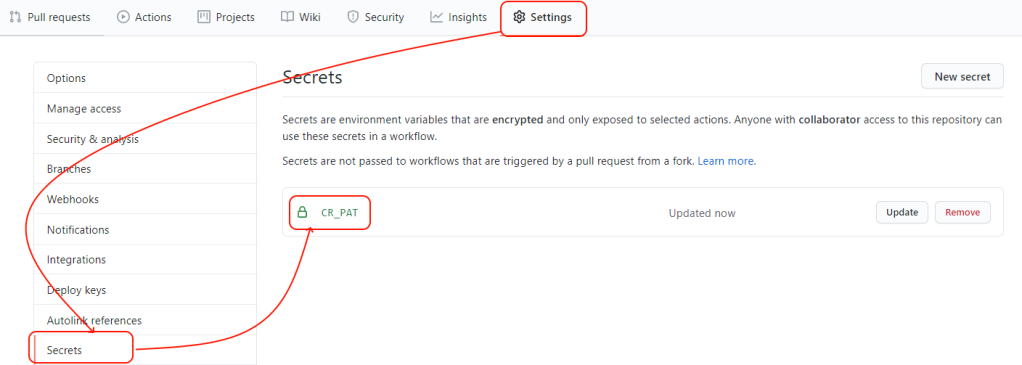 Pull requests Actions Projects Wiki Security Insights Settings
Options
Manage access
Security & analysis
Branches
Webhooks
Notifications
Integrations
Deploy keys
Autolink references
Secrets
Secrets
New secret
Secrets are environment variables that are encrypted and only exposed to selected actions. Anyone with collaborator access to this repository can
use these secrets in a workflow.
Secrets are not passed to workflows that are triggered by a pull request from a fork. Learn more.
CR_PAT Updated now Update Remove